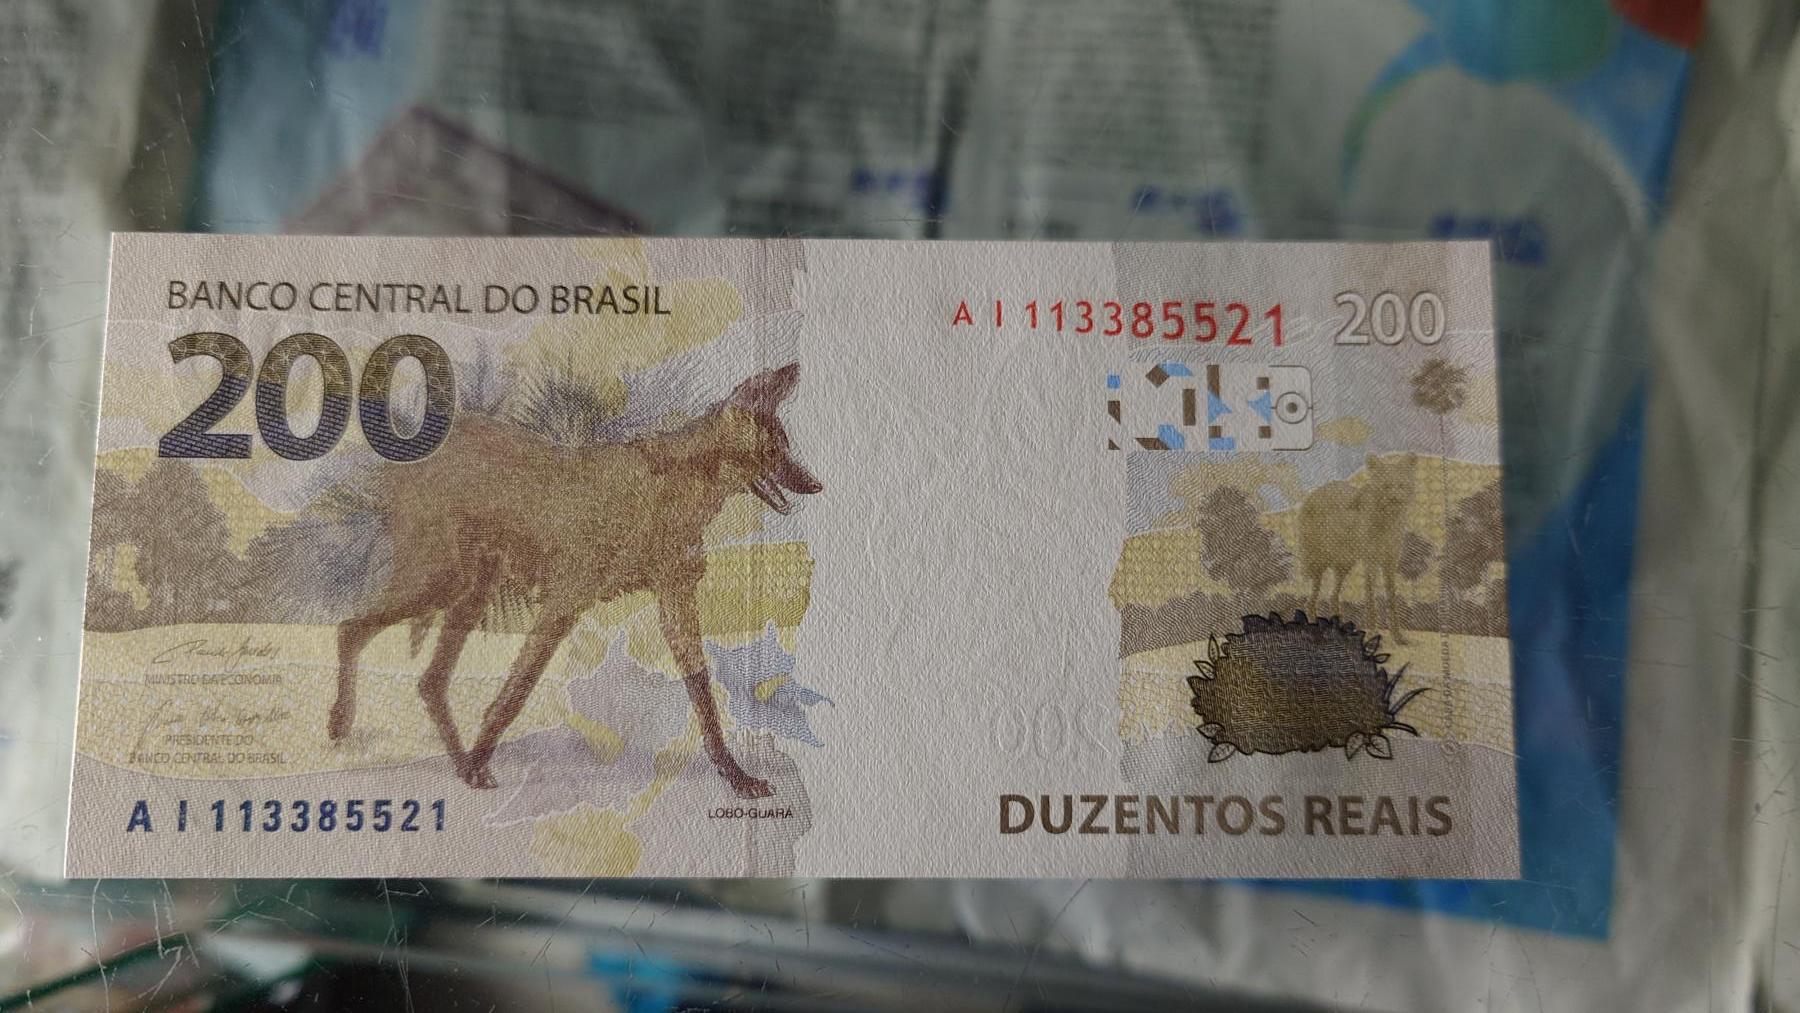 BANCO CENTRAL DO BRASIL
200
A I 113385521
200
MINISTRO DA ECONOMIA
PRESIDENTE DO
BANCO CENTRAL DO BRASIL
A I 113385521
LOBO-GUARÁ
200
DUZENTOS REAIS